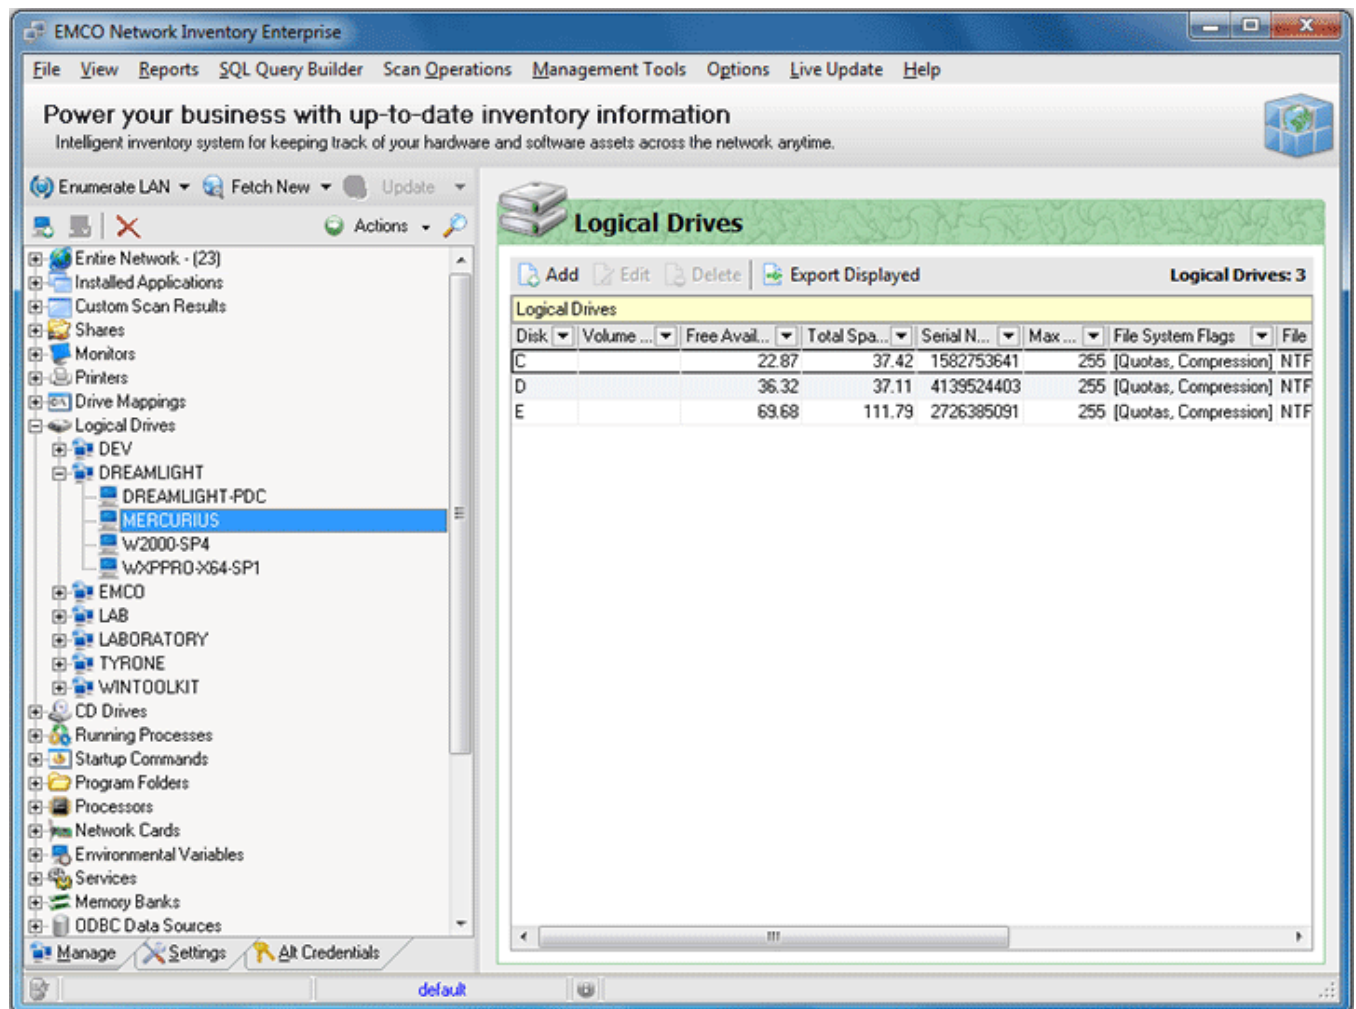 EMCO Network Inventory Enterprise
File View Reports SQL Query Builder Scan Operations Management Tools Options Live Update Help
Power your business with up-to-date inventory information
Intelligent inventory system for keeping track of your hardware and software assets across the network anytime.
Enumerate LAN Fetch New Update
Actions
Entire Network - (23)
Installed Applications
Custom Scan Results
Shares
Monitors
Printers
Drive Mappings
Logical Drives
DEV
DREAMLIGHT
DREAMLIGHT-PDC
MERCURIUS
W2000-SP4
WXPPRO-X64-SP1
EMCO
LAB
LABORATORY
TYRONE
WINTOOLKIT
CD Drives
Running Processes
Startup Commands
Program Folders
Processors
Network Cards
Environmental Variables
Services
Memory Banks
ODBC Data Sources
Manage Settings Alt Credentials
Logical Drives
Add Edit Delete Export Displayed Logical Drives: 3
Logical Drives
Disk Volume ... Free Avail... Total Spa... Serial N... Max ... File System Flags File
C 22.87 37.42 1582753641 255 [Quotas, Compression] NTF
D 36.32 37.11 4139524403 255 [Quotas, Compression] NTF
E 69.68 111.79 2726385091 255 [Quotas, Compression] NTF
default